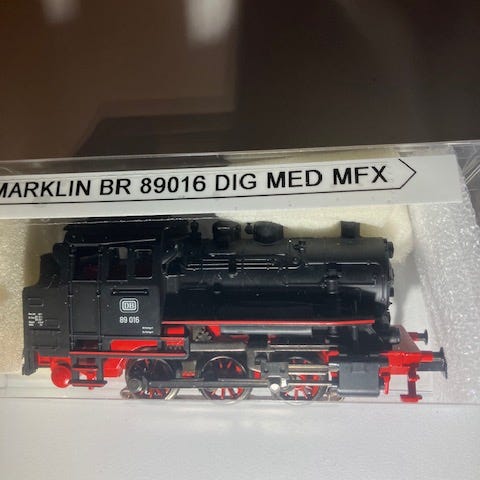 MARKLIN BR 89016 DIG MED MFX
DB
89 016